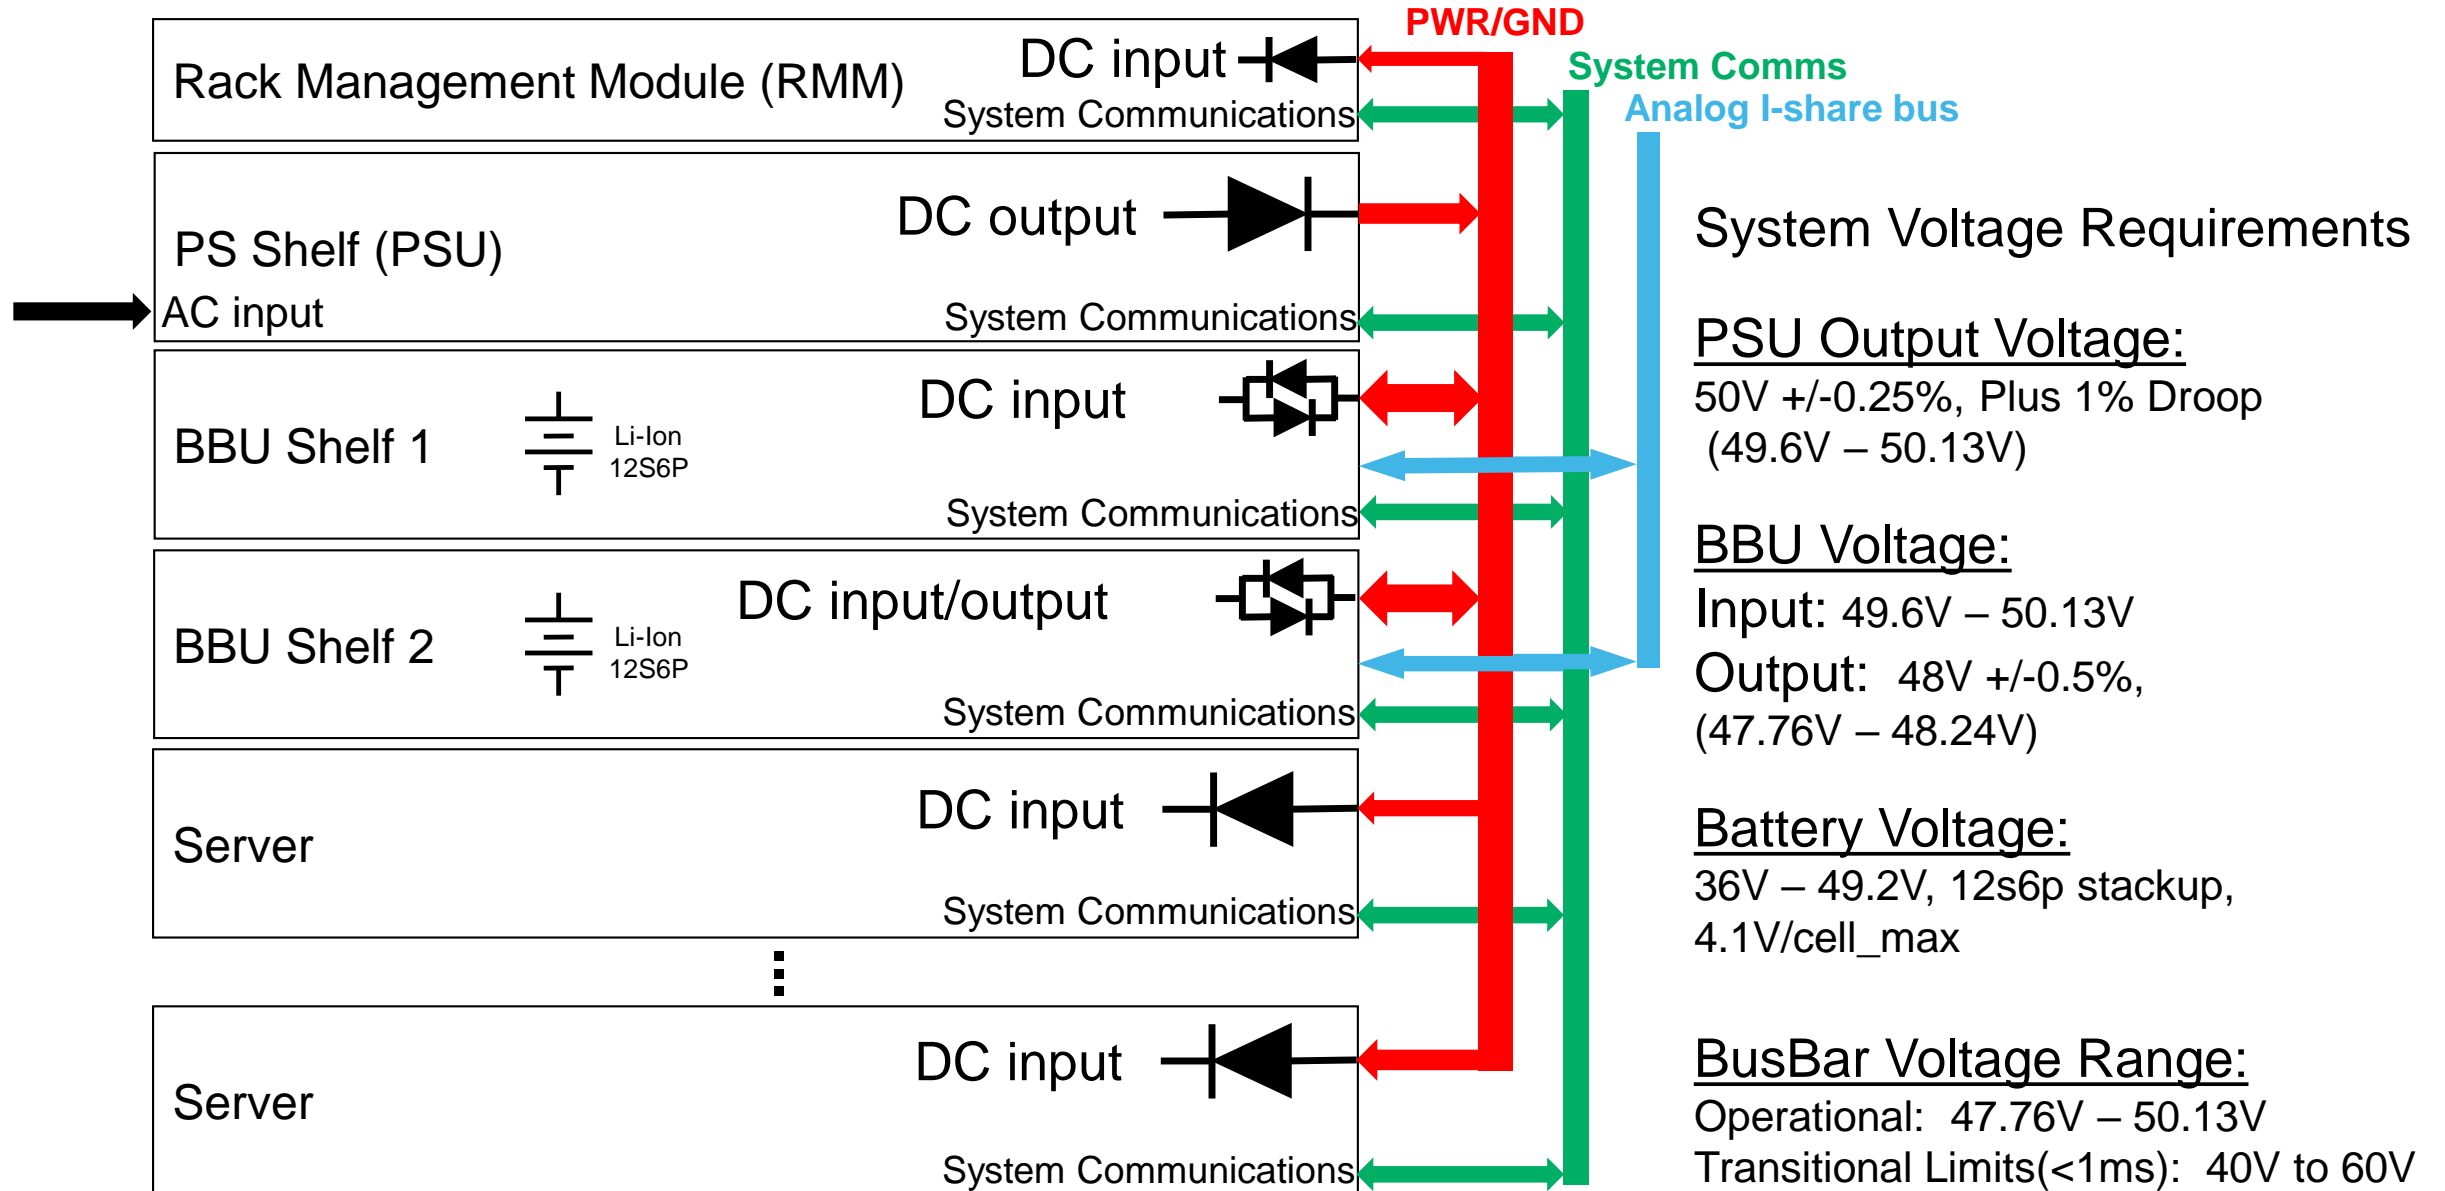 PWR/GND
System Comms
Analog I-share bus
Rack Management Module (RMM)
DC input
System Communications
PS Shelf (PSU)
AC input
DC output
System Communications
BBU Shelf 1
Li-Ion
12S6P
DC input
System Communications
BBU Shelf 2
Li-Ion
12S6P
DC input/output
System Communications
Server
DC input
System Communications
Server
DC input
System Communications
System Voltage Requirements
PSU Output Voltage:
50V +/-0.25%, Plus 1% Droop
(49.6V – 50.13V)
BBU Voltage:
Input: 49.6V – 50.13V
Output: 48V +/-0.5%,
(47.76V – 48.24V)
Battery Voltage:
36V – 49.2V, 12s6p stackup,
4.1V/cell_max
BusBar Voltage Range:
Operational: 47.76V – 50.13V
Transitional Limits(<1ms): 40V to 60V